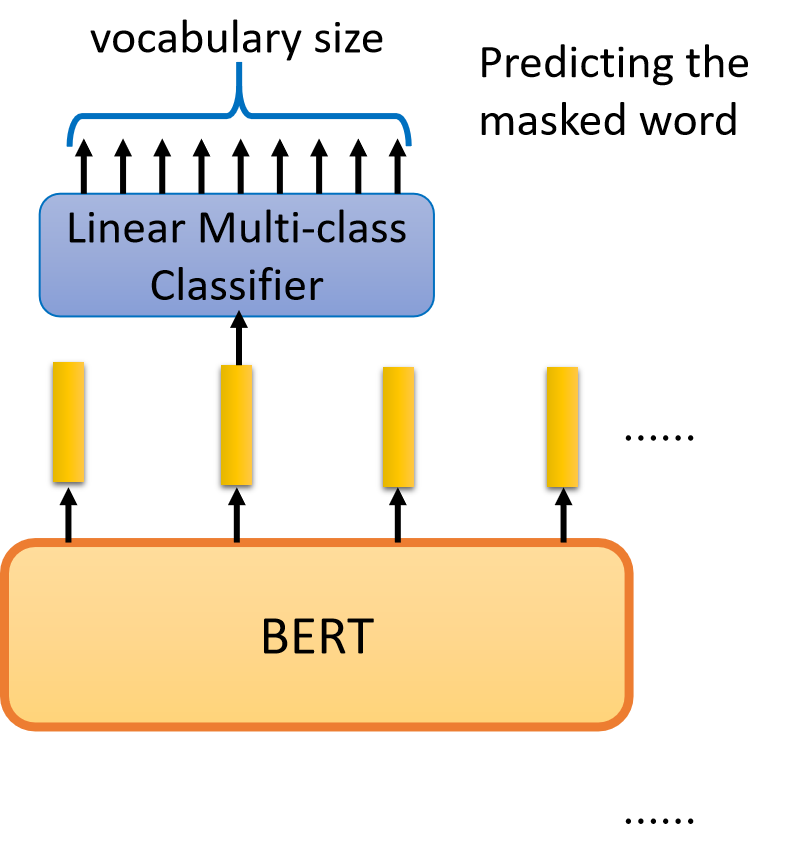 vocabulary size
Predicting the
masked word
Linear Multi-class
Classifier
......
BERT
......